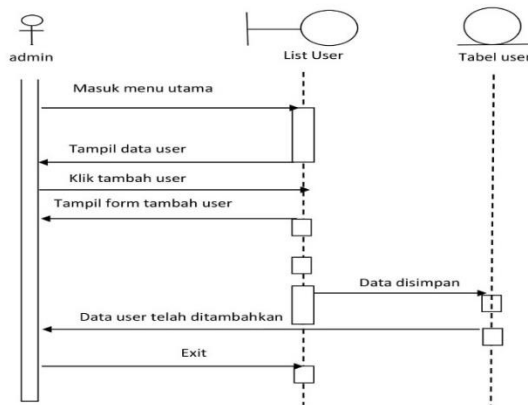 admin
List User
Tabel user
Masuk menu utama
Tampil data user
Klik tambah user
Tampil form tambah user
Data disimpan
Data user telah ditambahkan
Exit